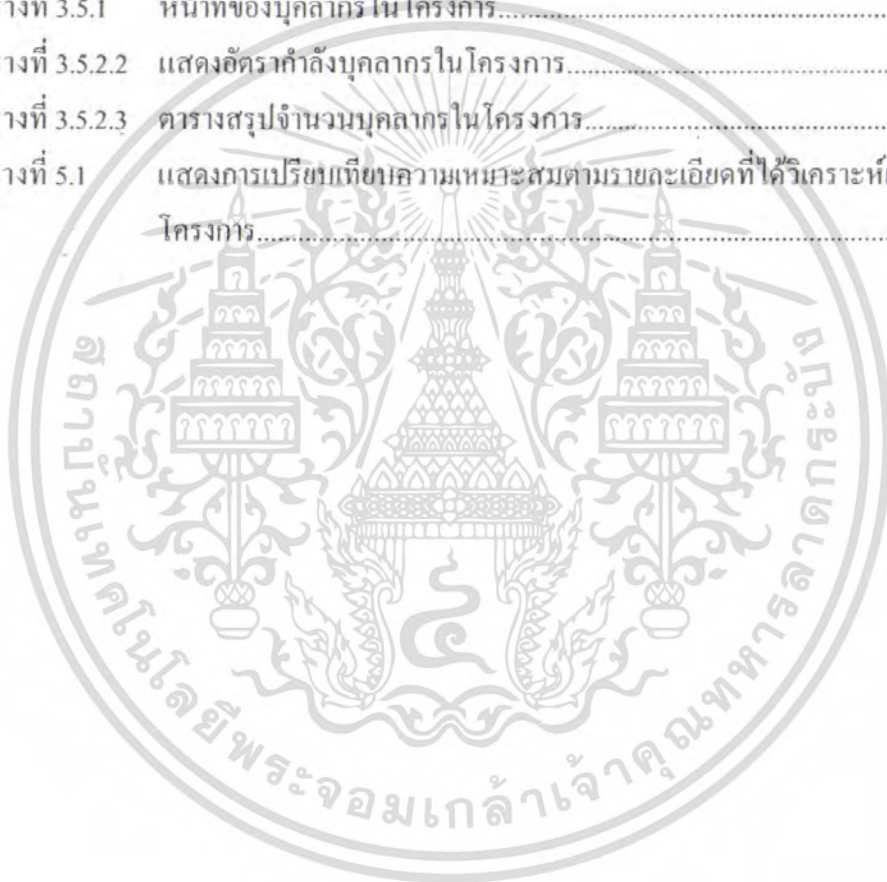 างที่ 3.5.1 หน้าที่ของบุคลากรในโครงการ
างที่ 3.5.2.2 แสดงอัตรากำลังบุคลากรในโครงการ
างที่ 3.5.2.3 ตารางสรุปจำนวนบุคลากรในโครงการ
างที่ 5.1 แสดงการเปรียบเทียบความเหมาะสมตามรายละเอียดที่ได้วิเคราะห์
โครงการ
สถาบันเทคโนโลยีพระจอมเกล้าเจ้าคุณทหารลาดกระบัง
๔